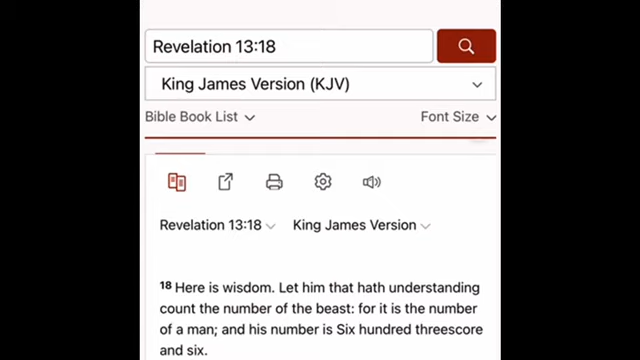 Revelation 13:18
King James Version (KJV)
Bible Book List Font Size
Revelation 13:18 King James Version
18 Here is wisdom. Let him that hath understanding
count the number of the beast: for it is the number
of a man; and his number is Six hundred threescore
and six.